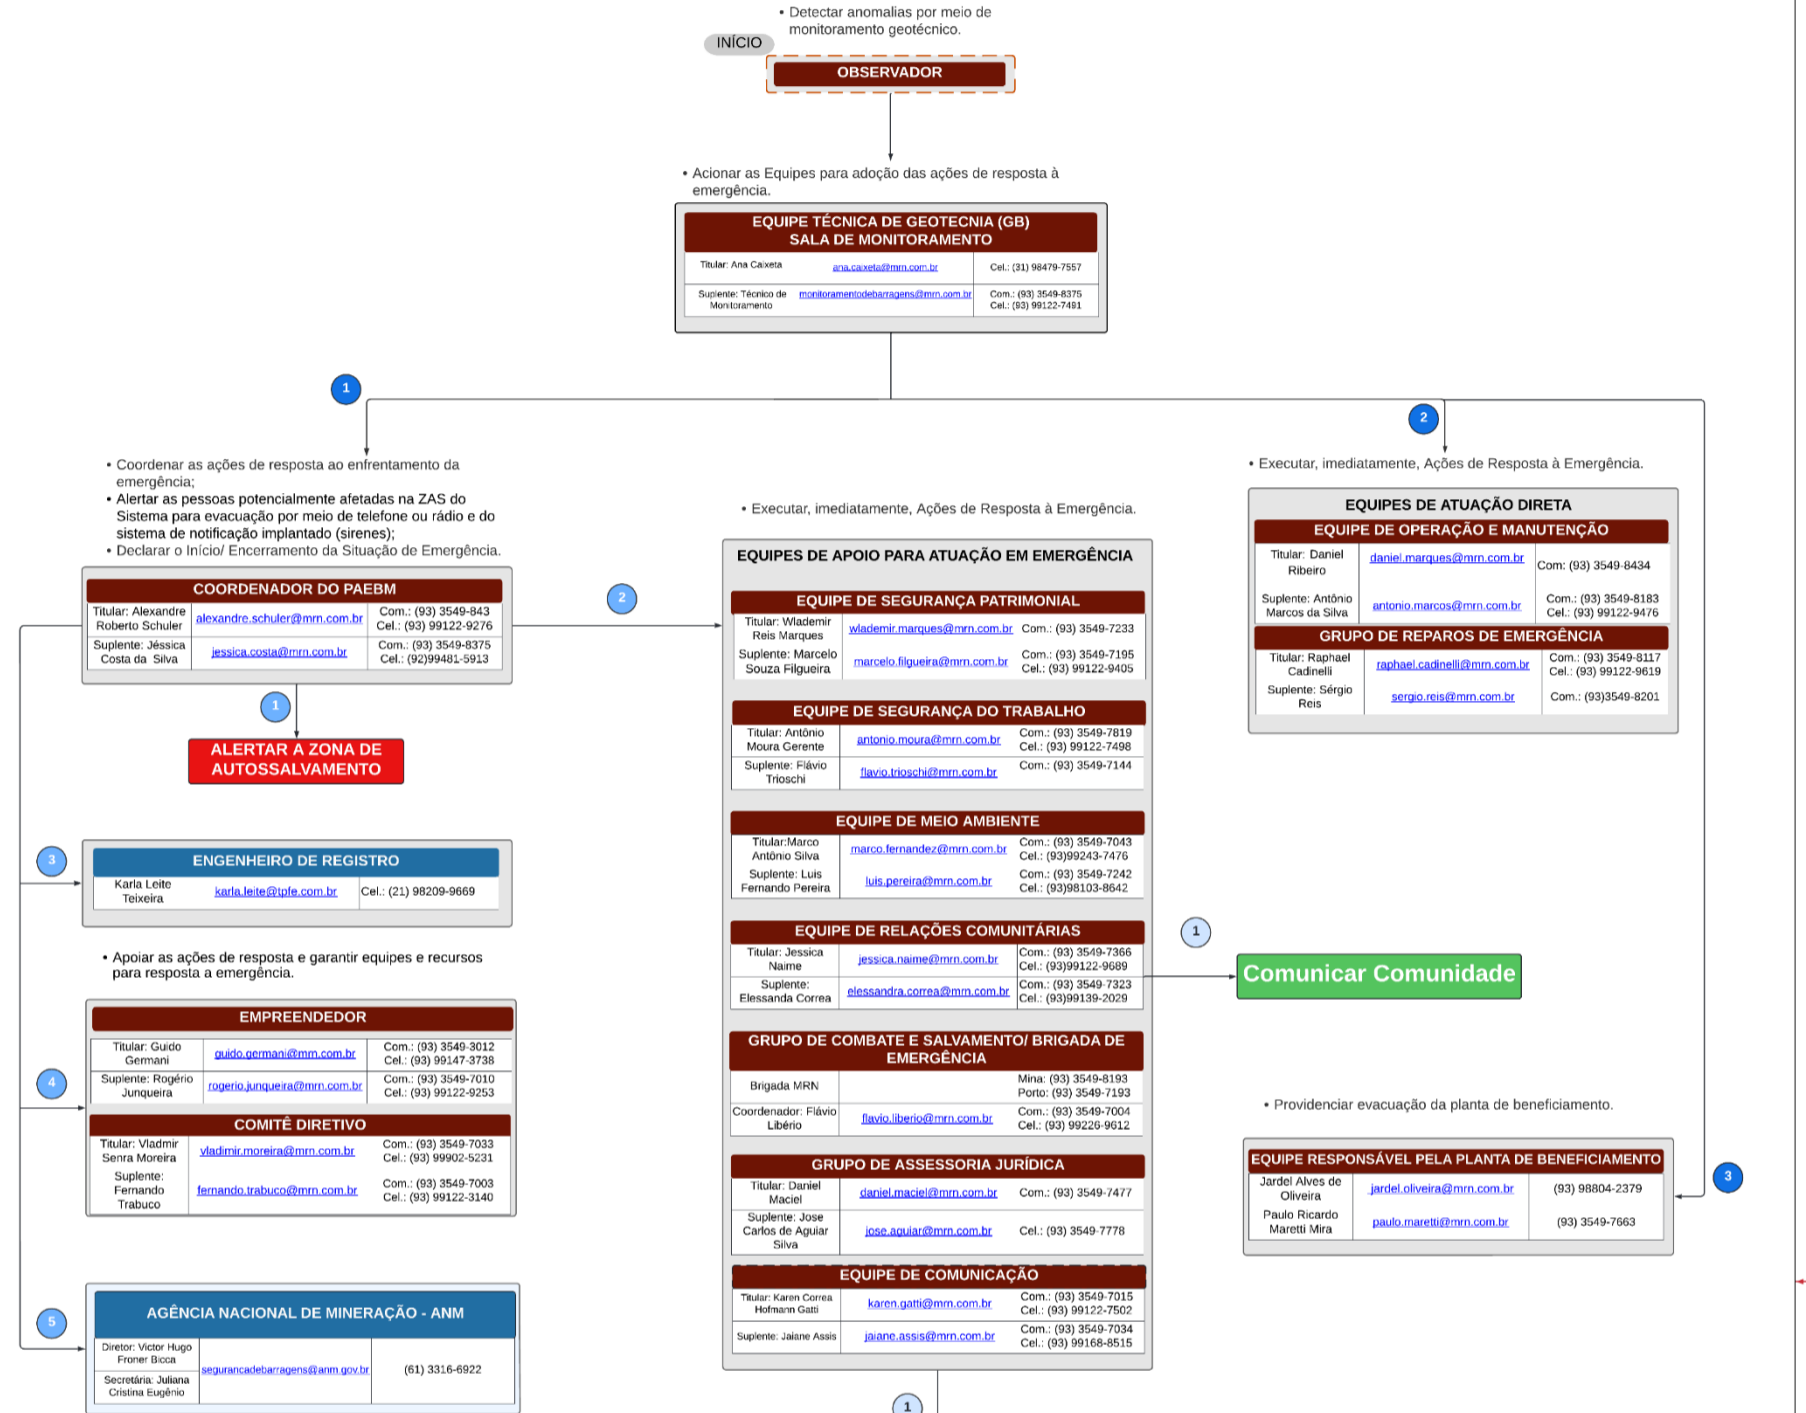 • Detectar anomalias por meio de
monitoramento geotécnico.
INÍCIO
OBSERVADOR
• Acionar as Equipes para adoção das ações de resposta à
emergência.
EQUIPE TÉCNICA DE GEOTECNIA (GB)
SALA DE MONITORAMENTO
Titular: Ana Caixeta ana.caixeta@mrn.com.br Cel.: (31) 98479-7557
Suplente: Técnico de
Monitoramento
monitoramentodebarragens@mrn.com.br
Com.: (93) 3549-8375
Cel.: (93) 99122-7491
1
2
• Coordenar as ações de resposta ao enfrentamento da
emergência;
• Alertar as pessoas potencialmente afetadas na ZAS do
Sistema para evacuação por meio de telefone ou rádio e do
sistema de notificação implantado (sirenes);
• Declarar o Início/ Encerramento da Situação de Emergência.
COORDENADOR DO PAEBM
Titular: Alexandre
Roberto Schuler
alexandre.schuler@mrn.com.br
Com.: (93) 3549-843
Cel.: (93) 99122-9276
Suplente: Jéssica
Costa da Silva
jessica.costa@mrn.com.br
Com.: (93) 3549-8375
Cel.: (92)99481-5913
1
ALERTAR A ZONA DE
AUTOSSALVAMENTO
2
3
ENGENHEIRO DE REGISTRO
Karla Leite
Teixeira
karla.leite@tpfe.com.br
Cel.: (21) 98209-9669
• Apoiar as ações de resposta e garantir equipes e recursos
para resposta a emergência.
4
EMPREENDEDOR
Titular: Guido
Germani
guido.germani@mrn.com.br
Com.: (93) 3549-3012
Cel.: (93) 99147-3738
Suplente: Rogério
Junqueira
rogerio.junqueira@mrn.com.br
Com.: (93) 3549-7010
Cel.: (93) 99122-9253
COMITÊ DIRETIVO
Titular: Vladmir
Senra Moreira
vladimir.moreira@mrn.com.br
Com.: (93) 3549-7033
Cel.: (93) 99902-5231
Suplente:
Fernando
Trabuco
fernando.trabuco@mrn.com.br
Com.: (93) 3549-7003
Cel.: (93) 99122-3140
5
AGÊNCIA NACIONAL DE MINERAÇÃO - ANM
Diretor: Victor Hugo
Froner Bicca
Secretária: Juliana
Cristina Eugênio
segurancadebarragens@anm.gov.br
(61) 3316-6922
• Executar, imediatamente, Ações de Resposta à Emergência.
EQUIPES DE APOIO PARA ATUAÇÃO EM EMERGÊNCIA
EQUIPE DE SEGURANÇA PATRIMONIAL
Titular: Wlademir
Reis Marques
wlademir.marques@mrn.com.br
Com.: (93) 3549-7233
Suplente: Marcelo
Souza Filgueira
marcelo.filgueira@mrn.com.br
Com.: (93) 3549-7195
Cel.: (93) 99122-9405
EQUIPE DE SEGURANÇA DO TRABALHO
Titular: Antônio
Moura Gerente
antonio.moura@mrn.com.br
Com.: (93) 3549-7819
Cel.: (93) 99122-7498
Suplente: Flávio
Trioschi
flavio.trioschi@mrn.com.br
Com.: (93) 3549-7144
EQUIPE DE MEIO AMBIENTE
Titular:Marco
Antônio Silva
marco.fernandez@mrn.com.br
Com.: (93) 3549-7043
Cel.: (93)99243-7476
Suplente: Luis
Fernando Pereira
luis.pereira@mrn.com.br
Com.: (93) 3549-7242
Cel.: (93)98103-8642
EQUIPE DE RELAÇÕES COMUNITÁRIAS
Titular: Jessica
Naime
jessica.naime@mrn.com.br
Com.: (93) 3549-7366
Cel.: (93)99122-9689
Suplente:
Elessanda Correa
elessandra.correa@mrn.com.br
Com.: (93) 3549-7323
Cel.: (93)99139-2029
1
Comunicar Comunidade
GRUPO DE COMBATE E SALVAMENTO/ BRIGADA DE
EMERGÊNCIA
Brigada MRN
Mina: (93) 3549-8193
Porto: (93) 3549-7193
Coordenador: Flávio
Libério
flavio.liberio@mrn.com.br
Com.: (93) 3549-7004
Cel.: (93) 99226-9612
GRUPO DE ASSESSORIA JURÍDICA
Titular: Daniel
Maciel
daniel.maciel@mrn.com.br
Com.: (93) 3549-7477
Suplente: Jose
Carlos de Aguiar
Silva
jose.aguiar@mrn.com.br
Cel.: (93) 3549-7778
EQUIPE DE COMUNICAÇÃO
Titular: Karen Correa
Hofmann Gatti
karen.gatti@mrn.com.br
Com.: (93) 3549-7015
Cel.: (93) 99122-7502
Suplente: Jaiane Assis
jaiane.assis@mrn.com.br
Com.: (93) 3549-7034
Cel.: (93) 99168-8515
1
• Executar, imediatamente, Ações de Resposta à Emergência.
EQUIPES DE ATUAÇÃO DIRETA
EQUIPE DE OPERAÇÃO E MANUTENÇÃO
Titular: Daniel
Ribeiro
daniel.marques@mrn.com.br
Com: (93) 3549-8434
Suplente: Antônio
Marcos da Silva
antonio.marcos@mrn.com.br
Com.: (93) 3549-8183
Cel.: (93) 99122-9476
GRUPO DE REPAROS DE EMERGÊNCIA
Titular: Raphael
Cadinelli
raphael.cadinelli@mrn.com.br
Com.: (93) 3549-8117
Cel.: (93) 99122-9619
Suplente: Sérgio
Reis
sergio.reis@mrn.com.br
Com.: (93)3549-8201
• Providenciar evacuação da planta de beneficiamento.
EQUIPE RESPONSÁVEL PELA PLANTA DE BENEFICIAMENTO
Jardel Alves de
Oliveira
jardel.oliveira@mrn.com.br
(93) 98804-2379
Paulo Ricardo
Maretti Mira
paulo.maretti@mrn.com.br
(93) 3549-7663
3